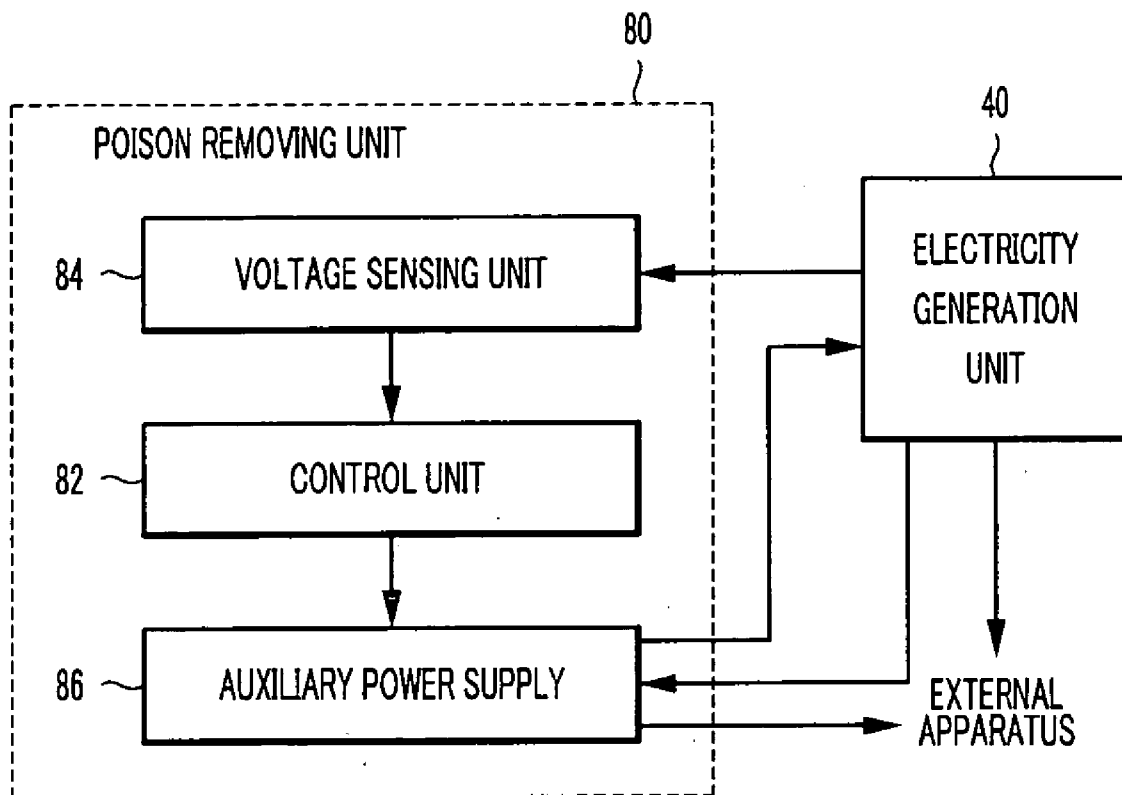 80
POISON REMOVING UNIT
40
84
VOLTAGE SENSING UNIT
ELECTRICITY
GENERATION
UNIT
82
CONTROL UNIT
86
AUXILIARY POWER SUPPLY
EXTERNAL
APPARATUS